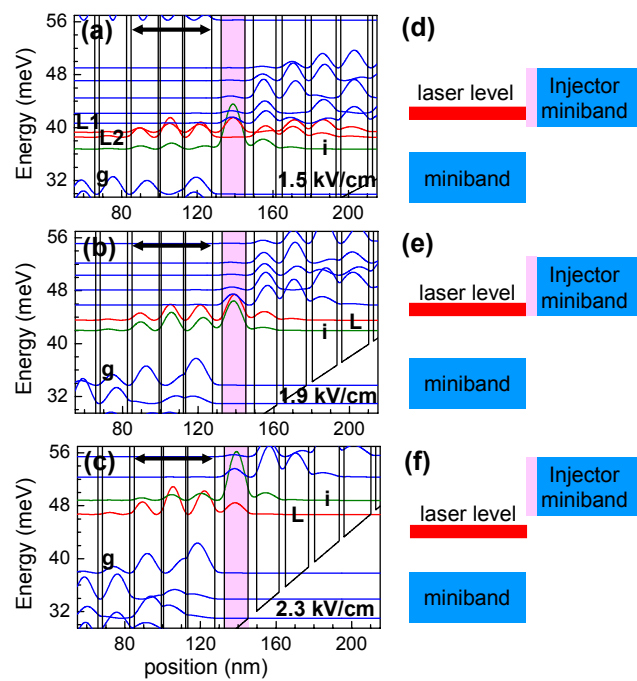 (a)
Energy (meV)
56
48
40
32
L1
L2
g
i
1.5 kV/cm
80 120 160 200
(d)
laser level
Injector
miniband
miniband
(b)
Energy (meV)
56
48
40
32
g
i
L
1.9 kV/cm
80 120 160 200
(e)
laser level
Injector
miniband
miniband
(c)
Energy (meV)
56
48
40
32
g
L
i
2.3 kV/cm
80 120 160 200
position (nm)
(f)
laser level
Injector
miniband
miniband